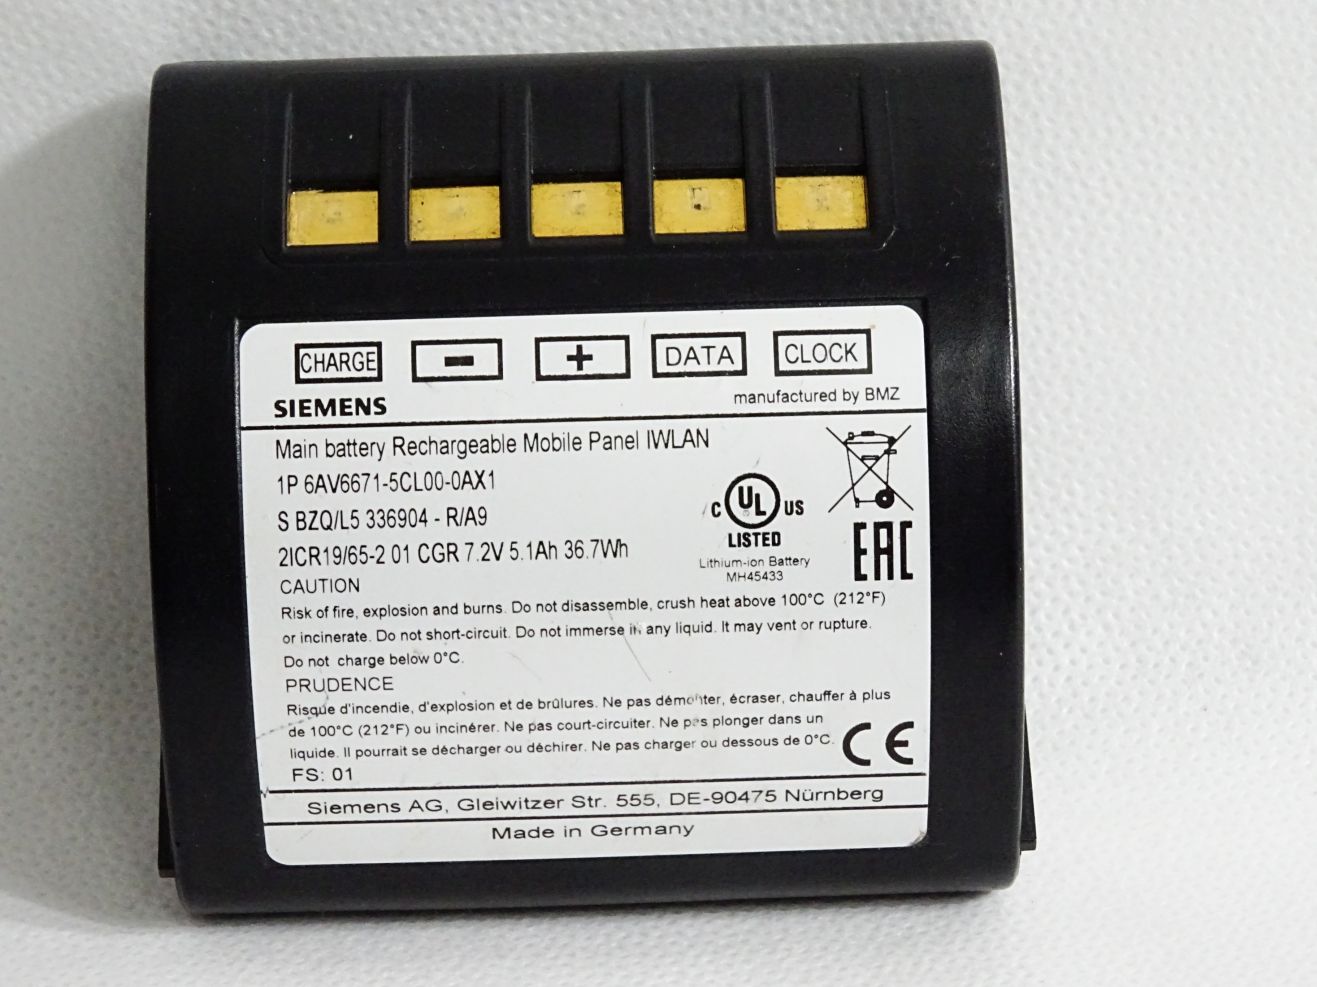 CHARGE - + DATA CLOCK
SIEMENS
manufactured by BMZ
Main battery Rechargeable Mobile Panel IWLAN
1P 6AV6671-5CL00-0AX1
S BZQ/L5 336904 - R/A9
2ICR19/65-2 01 CGR 7.2V 5.1Ah 36.7Wh
C UL US
LISTED
Lithium-ion Battery
MH45433
EAC
CAUTION
Risk of fire, explosion and burns. Do not disassemble, crush heat above 100°C (212°F)
or incinerate. Do not short-circuit. Do not immerse in any liquid. It may vent or rupture.
Do not charge below 0°C.
PRUDENCE
Risque d'incendie, d'explosion et de brûlures. Ne pas démonter, écraser, chauffer à plus
de 100°C (212°F) ou incinérer. Ne pas court-circuiter. Ne pas plonger dans un
liquide. Il pourrait se décharger ou déchirer. Ne pas charger ou dessous de 0°C.
CE
FS: 01
Siemens AG, Gleiwitzer Str. 555, DE-90475 Nürnberg
Made in Germany